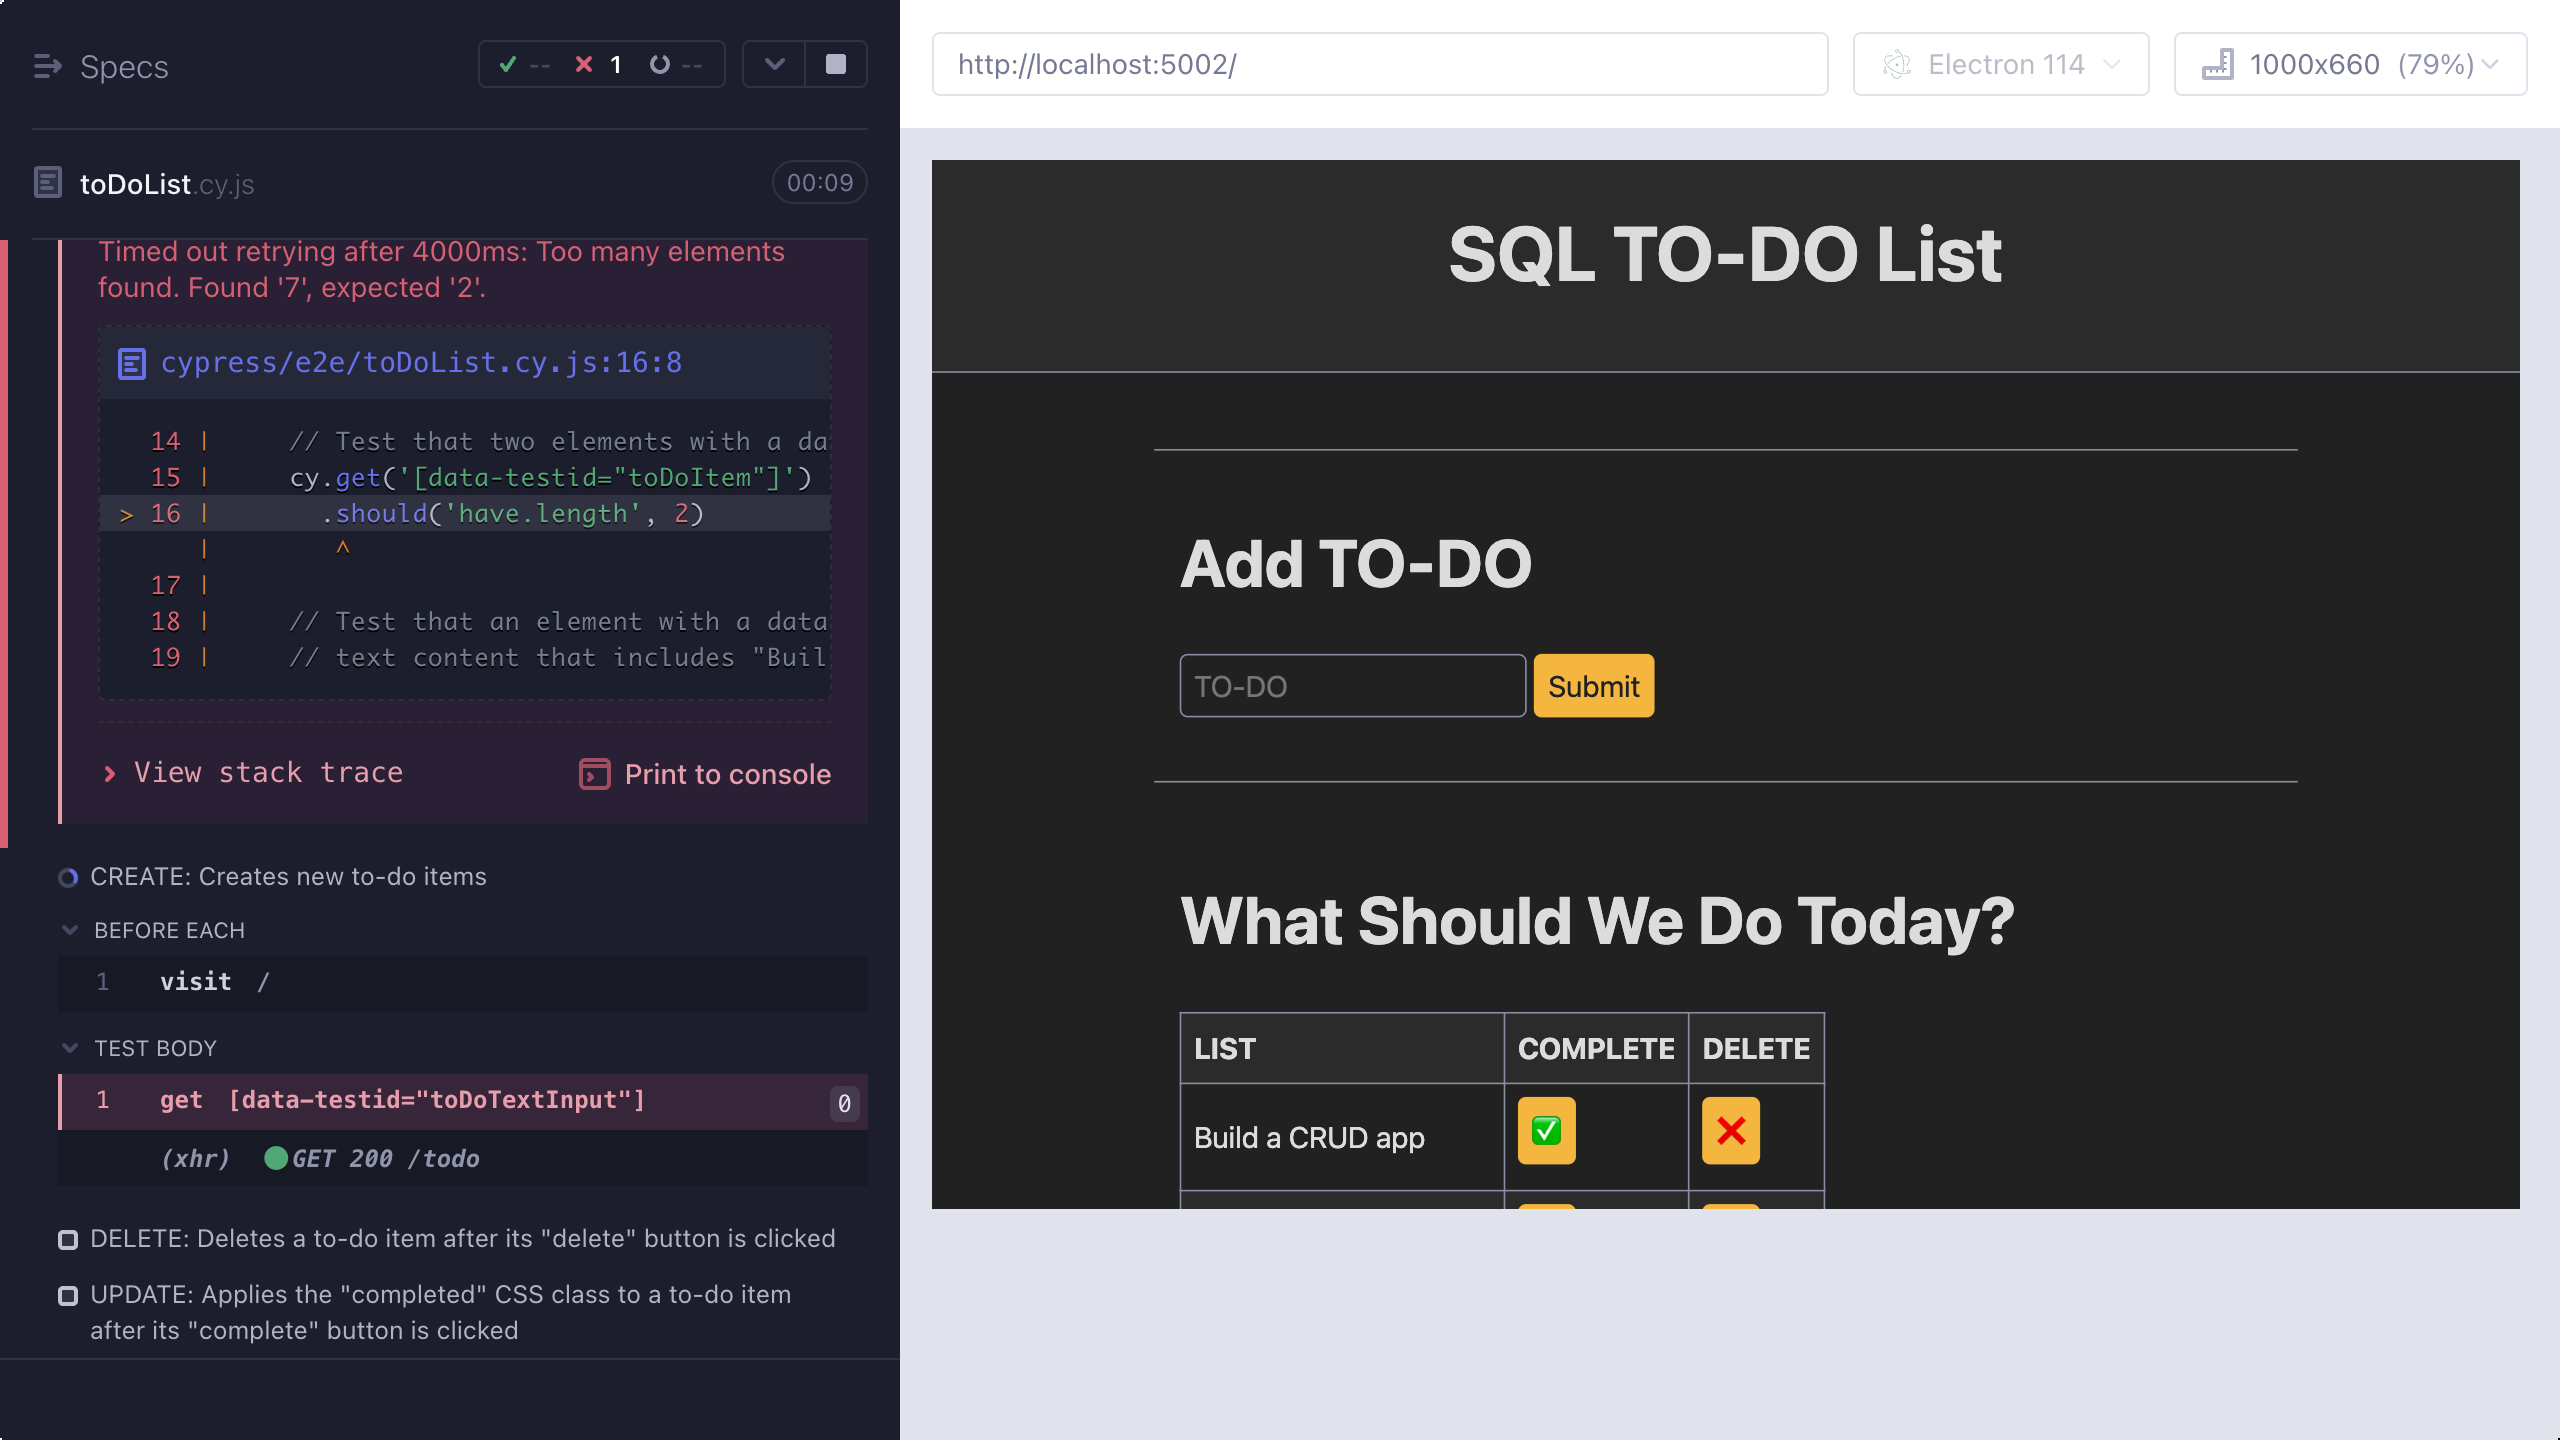 Specs
-- 1 --
toDoList.cy.js
00:09
Timed out retrying after 4000ms: Too many elements
found. Found '7', expected '2'.
cypress/e2e/toDoList.cy.js:16:8
14 | // Test that two elements with a da
15 | cy.get('[data-testid="toDoItem"]')
> 16 | .should('have.length', 2)
| ^
17 |
18 | // Test that an element with a data
19 | // text content that includes "Buil
View stack trace
Print to console
CREATE: Creates new to-do items
BEFORE EACH
1 visit /
TEST BODY
1 get [data-testid="toDoTextInput"] 0
(xhr) GET 200 /todo
DELETE: Deletes a to-do item after its "delete" button is clicked
UPDATE: Applies the "completed" CSS class to a to-do item
after its "complete" button is clicked
http://localhost:5002/
Electron 114
1000x660 (79%)
SQL TO-DO List
Add TO-DO
TO-DO
Submit
What Should We Do Today?
LIST COMPLETE DELETE
Build a CRUD app